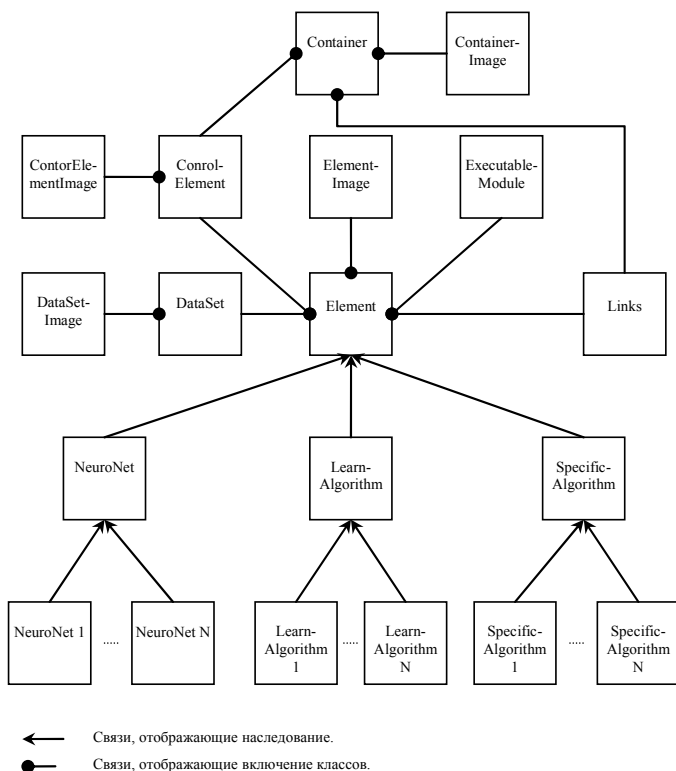 Container
Container-
Image
ContorEle-
mentImage
Conrol-
Element
Element-
Image
Executable-
Module
DataSet-
Image
DataSet
Element
Links
NeuroNet
Learn-
Algorithm
Specific-
Algorithm
NeuroNet 1
.....
NeuroNet N
Learn-
Algorithm
1
.....
Learn-
Algorithm
N
Specific-
Algorithm
1
.....
Specific-
Algorithm
N
Связи, отображающие наследование.
Связи, отображающие включение классов.